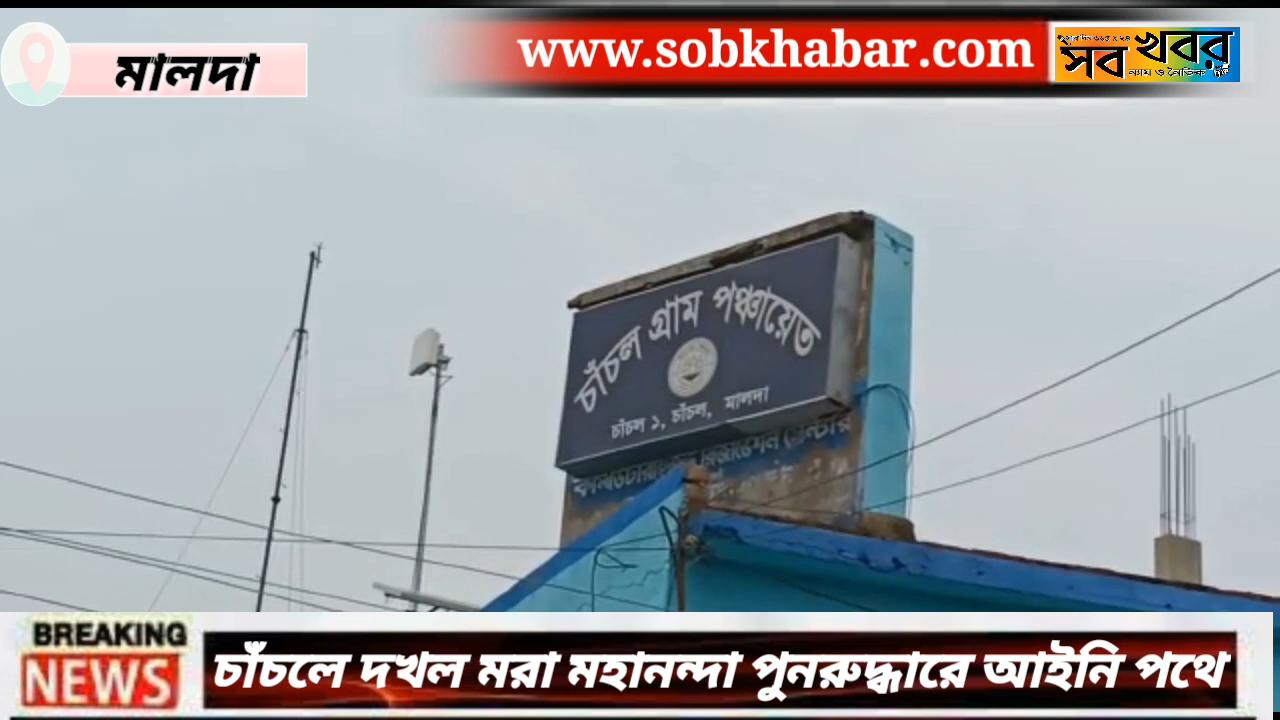 www.sobkhabar.com
সব খবর
মালদা
চাঁচল গ্রাম পঞ্চায়েত
চাঁচল ১, চাঁচল, মালদা
BREAKING
NEWS
চাঁচলে দখল মরা মহানন্দা পুনরুদ্ধারে আইনি পথে